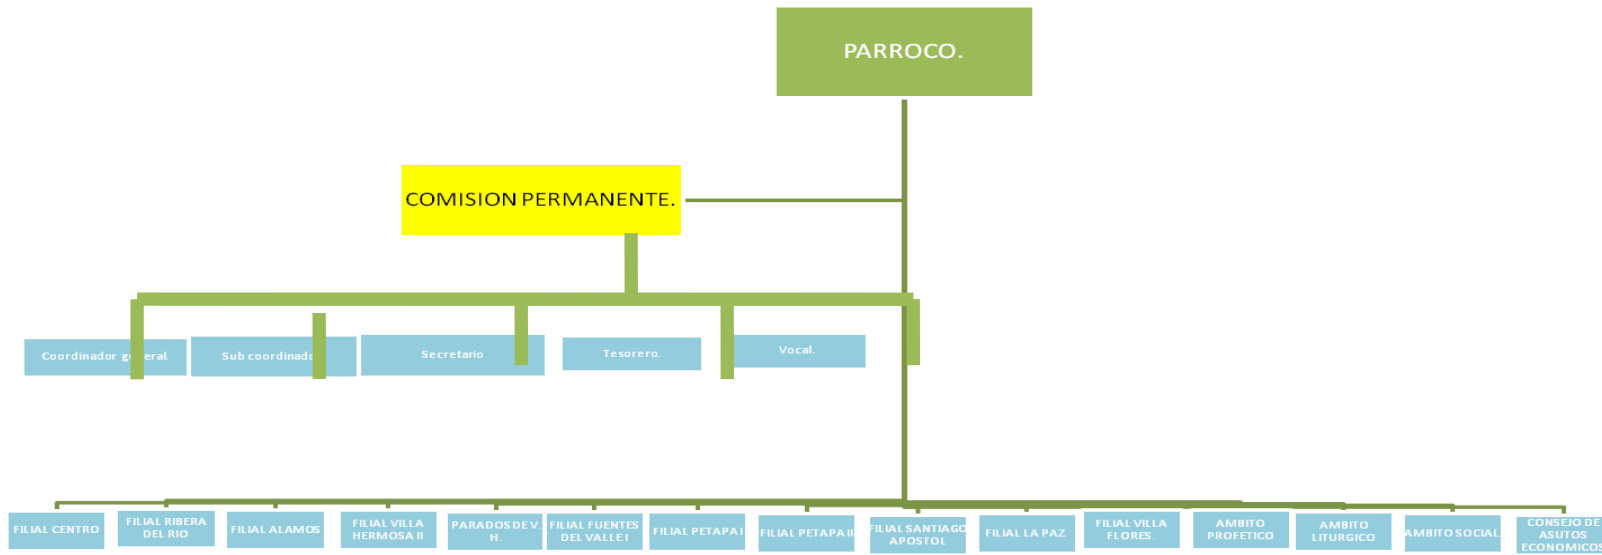 PARROCO.
COMISION PERMANENTE.
Coordinador general.
Sub coordinador
Secretario
Tesorero.
Vocal.
FILIAL CENTRO
FILIAL RIBERA
DEL RIO
FILIAL ALAMOS
FILIAL VILLA
HERMOSA II
PARADOS DE V.
H.
FILIAL FUENTES
DEL VALLE I
FILIAL PETAPA I
FILIAL PETAPA II
FILIAL SANTIAGO
APOSTOL
FILIAL LA PAZ.
FILIAL VILLA
FLORES.
AMBITO
PROFETICO
AMBITO
LITURGICO
AMBITO SOCIAL.
CONSEJO DE
ASUTOS
ECONOMICOS